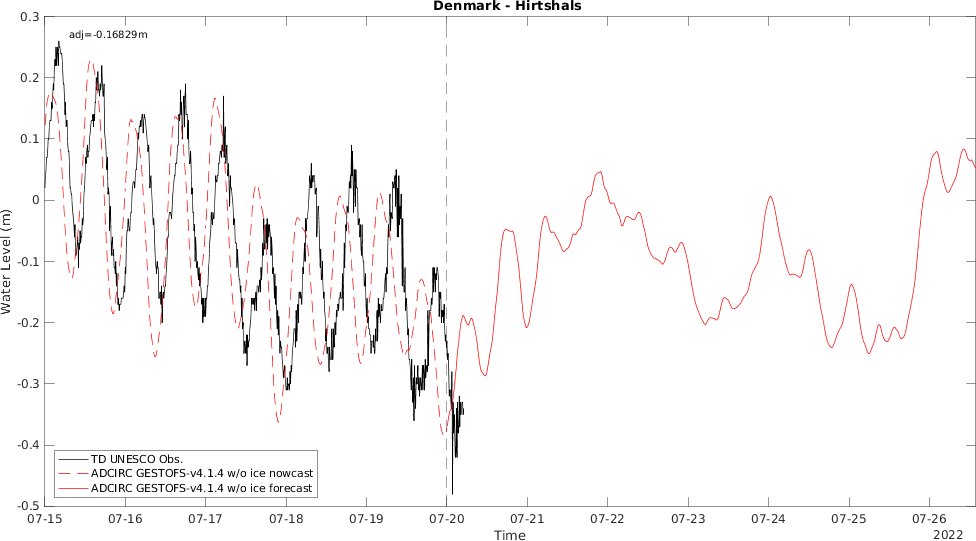 Denmark - Hirtshals
adj=-0.16829m
0.3
0.2
0.1
0
-0.1
-0.2
-0.3
-0.4
-0.5
Water Level (m)
TD UNESCO Obs.
ADCIRC GESTOFS-v4.1.4 w/o ice nowcast
ADCIRC GESTOFS-v4.1.4 w/o ice forecast
07-15 07-16 07-17 07-18 07-19 07-20 07-21 07-22 07-23 07-24 07-25 07-26
Time
2022